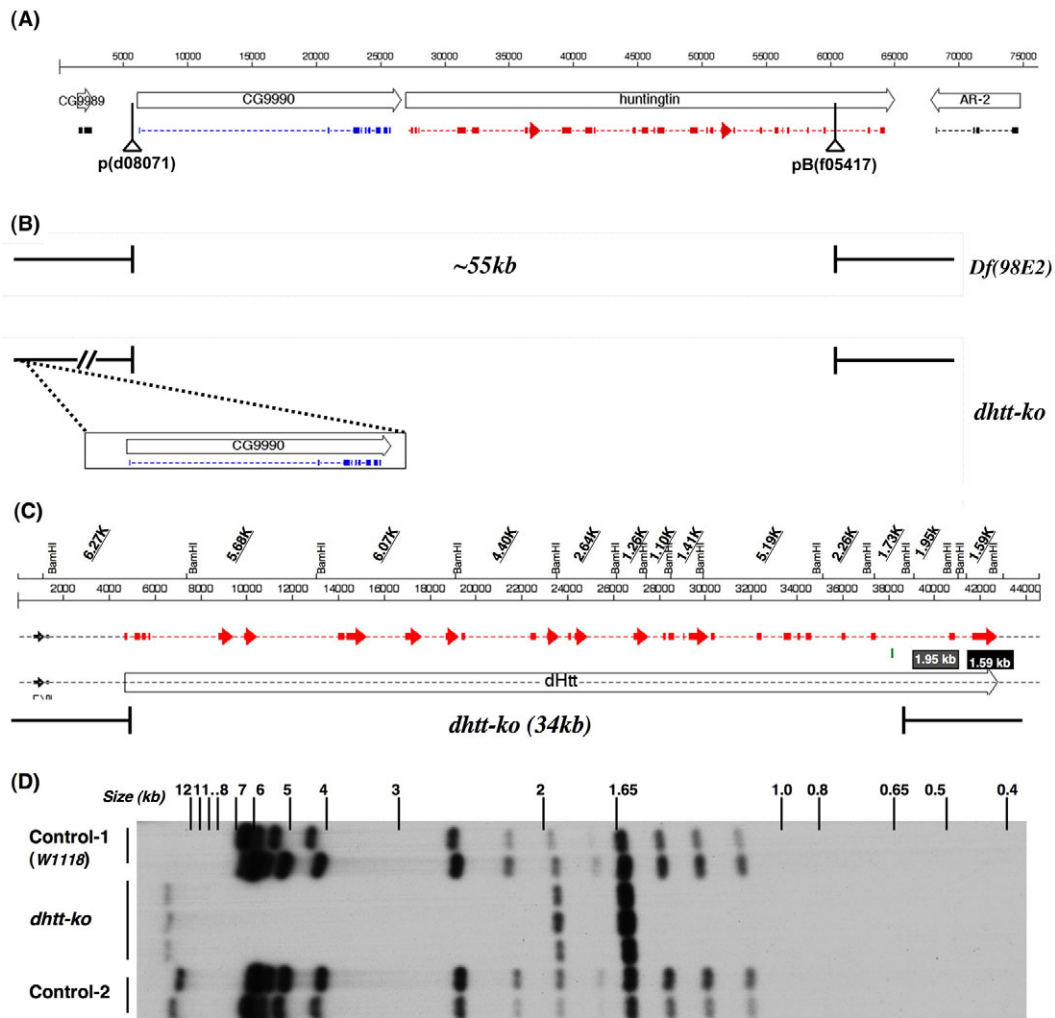 (A)
5000 10000 20000 30000 40000 50000 60000 70000 75000
CG9989 CG9990 huntingtin AR-2
p(d08071) pB(f05417)
(B)
~55kb Df(98E2)
dhtt-ko
CG9990
(C)
6.27K 5.68K 6.07K 4.40K 2.64K 1.26K 1.10K 1.41K 5.19K 2.26K 1.73K 1.95K 1.59K
BamHI BamHI BamHI BamHI BamHI BamHI BamHI BamHI BamHI BamHI BamHI BamHI BamHI BamHI
2000 4000 6000 8000 10000 12000 14000 16000 18000 20000 22000 24000 26000 28000 30000 32000 34000 36000 38000 40000 42000 44000
1.95 kb 1.59 kb
dHtt
dhtt-ko (34kb)
(D)
Size (kb) 12 11 ..8 7 6 5 4 3 2 1.65 1.0 0.8 0.65 0.5 0.4
Control-1
(W1118)
dhtt-ko
Control-2